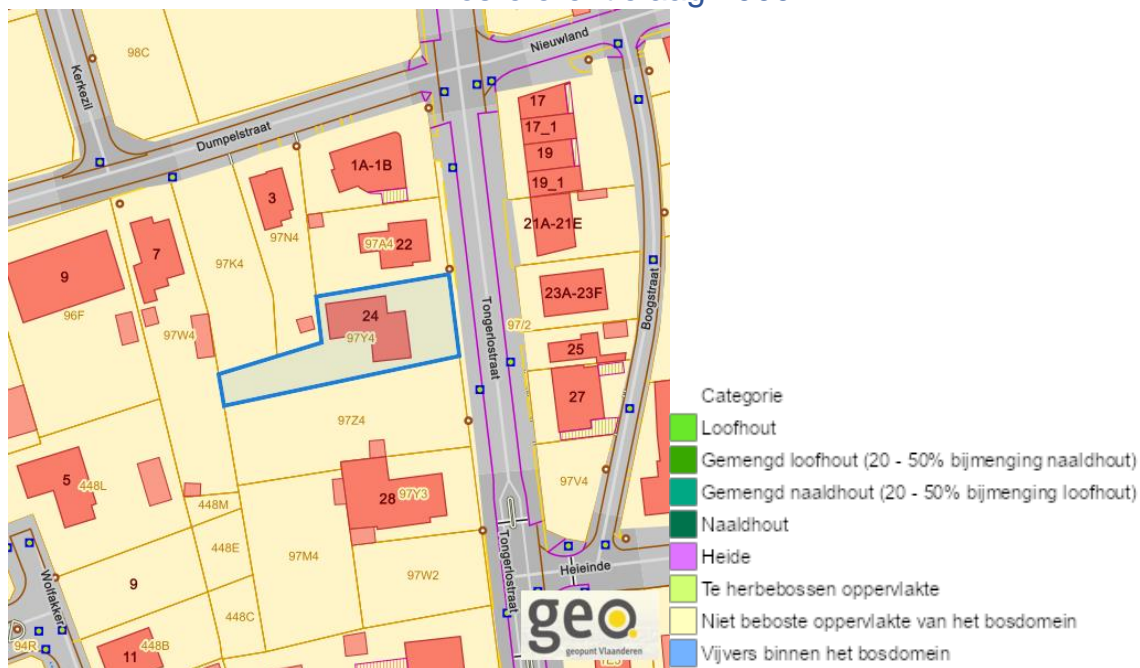 98C
Nieuwland
Kerkezijl
Dumpelstraat
17
17_1
1A-1B
19
3
19_1
97N4
21A-21E
97A4 22
7
97K4
9
23A-23F
96F
24
97/2
Tongerlostraat
Boogstraat
97Y4
97W4
25
27
97Z4
5 448L
28 97Y3
97V4
448M
448E
97M4
97W2
Heieinde
9
Tongerlostraat
Wolfakker
448C
94R
448B
11
geo.
geopunt Vlaanderen
Categorie
Loofhout
Gemengd loofhout (20 - 50% bijmenging naaldhout)
Gemengd naaldhout (20 - 50% bijmenging loofhout)
Naaldhout
Heide
Te herbebossen oppervlakte
Niet beboste oppervlakte van het bosdomein
Vijvers binnen het bosdomein